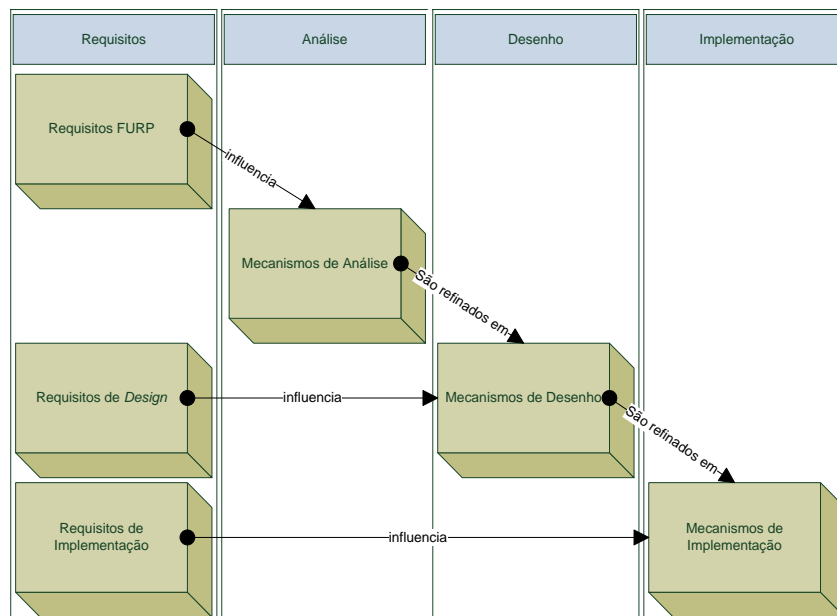 Requisitos
Análise
Desenho
Implementação
Requisitos FURP
influencia
Mecanismos de Análise
São refinados em
Requisitos de Design
influencia
Mecanismos de Desenho
São refinados em
Requisitos de
Implementação
influencia
Mecanismos de
Implementação